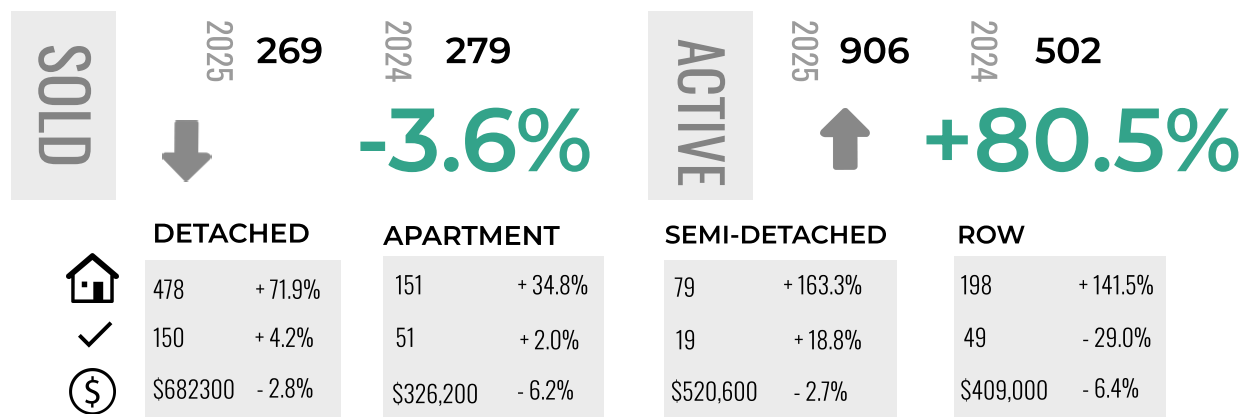 SOLD
2025 269 2024 279
-3.6%
ACTIVE
2025 906 2024 502
+80.5%
DETACHED
478 + 71.9%
150 + 4.2%
$682300 - 2.8%
APARTMENT
151 + 34.8%
51 + 2.0%
$326,200 - 6.2%
SEMI-DETACHED
79 + 163.3%
19 + 18.8%
$520,600 - 2.7%
ROW
198 + 141.5%
49 - 29.0%
$409,000 - 6.4%